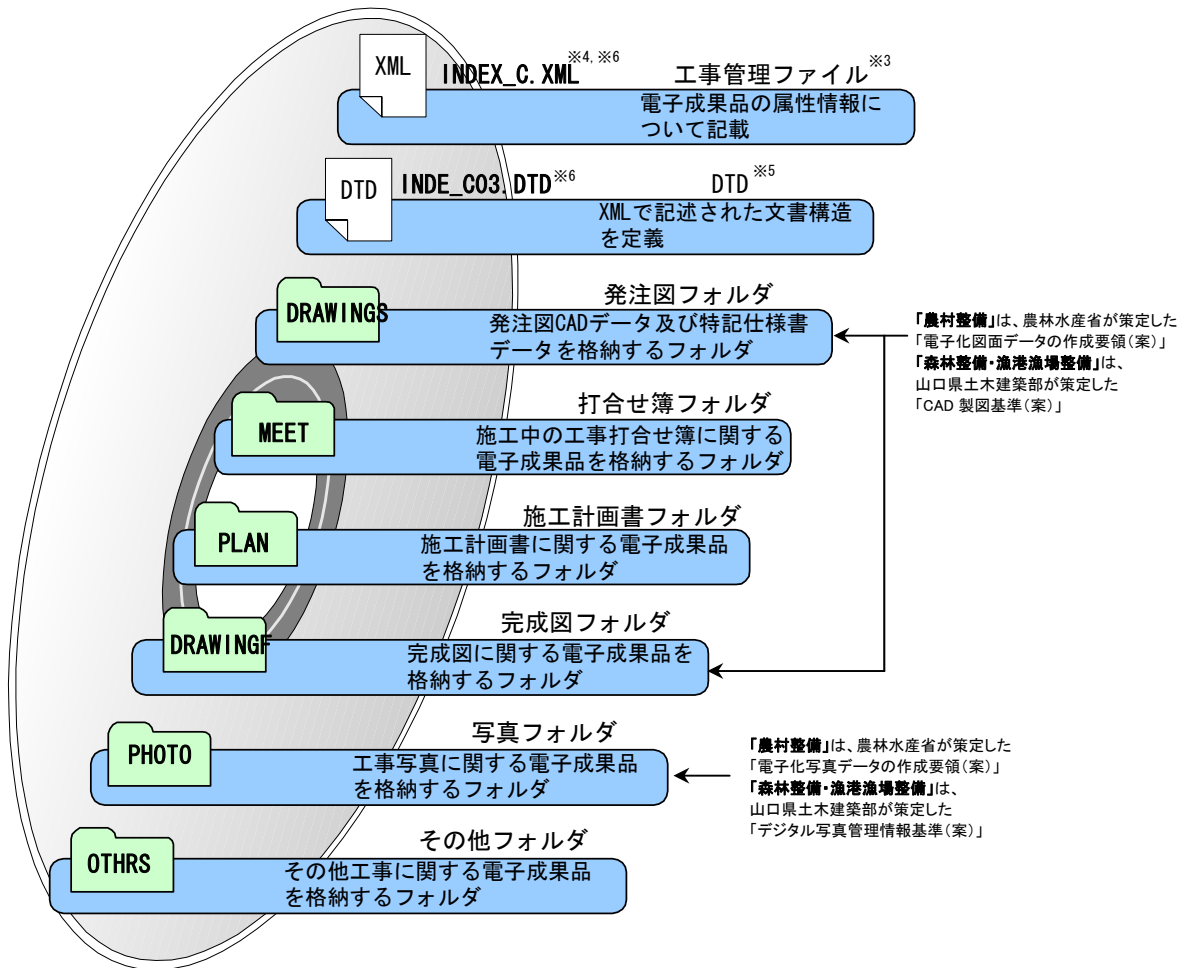 XML
INDEX_C.XML※4, ※6 工事管理ファイル※3
電子成果品の属性情報に
ついて記載
DTD
INDE_C03.DTD※6 DTD※5
XMLで記述された文書構造
を定義
DRAWINGS
発注図フォルダ
発注図CADデータ及び特記仕様書
データを格納するフォルダ
「農村整備」は、農林水産省が策定した
「電子化図面データの作成要領(案)」
「森林整備・漁港漁場整備」は、
山口県土木建築部が策定した
「CAD 製図基準(案)」
MEET
打合せ簿フォルダ
施工中の工事打合せ簿に関する
電子成果品を格納するフォルダ
PLAN
施工計画書フォルダ
施工計画書に関する電子成果品
を格納するフォルダ
DRAWINGF
完成図フォルダ
完成図に関する電子成果品を
格納するフォルダ
PHOTO
写真フォルダ
工事写真に関する電子成果品
を格納するフォルダ
「農村整備」は、農林水産省が策定した
「電子化写真データの作成要領(案)」
「森林整備・漁港漁場整備」は、
山口県土木建築部が策定した
「デジタル写真管理情報基準(案)」
OTHRS
その他フォルダ
その他工事に関する電子成果品
を格納するフォルダ